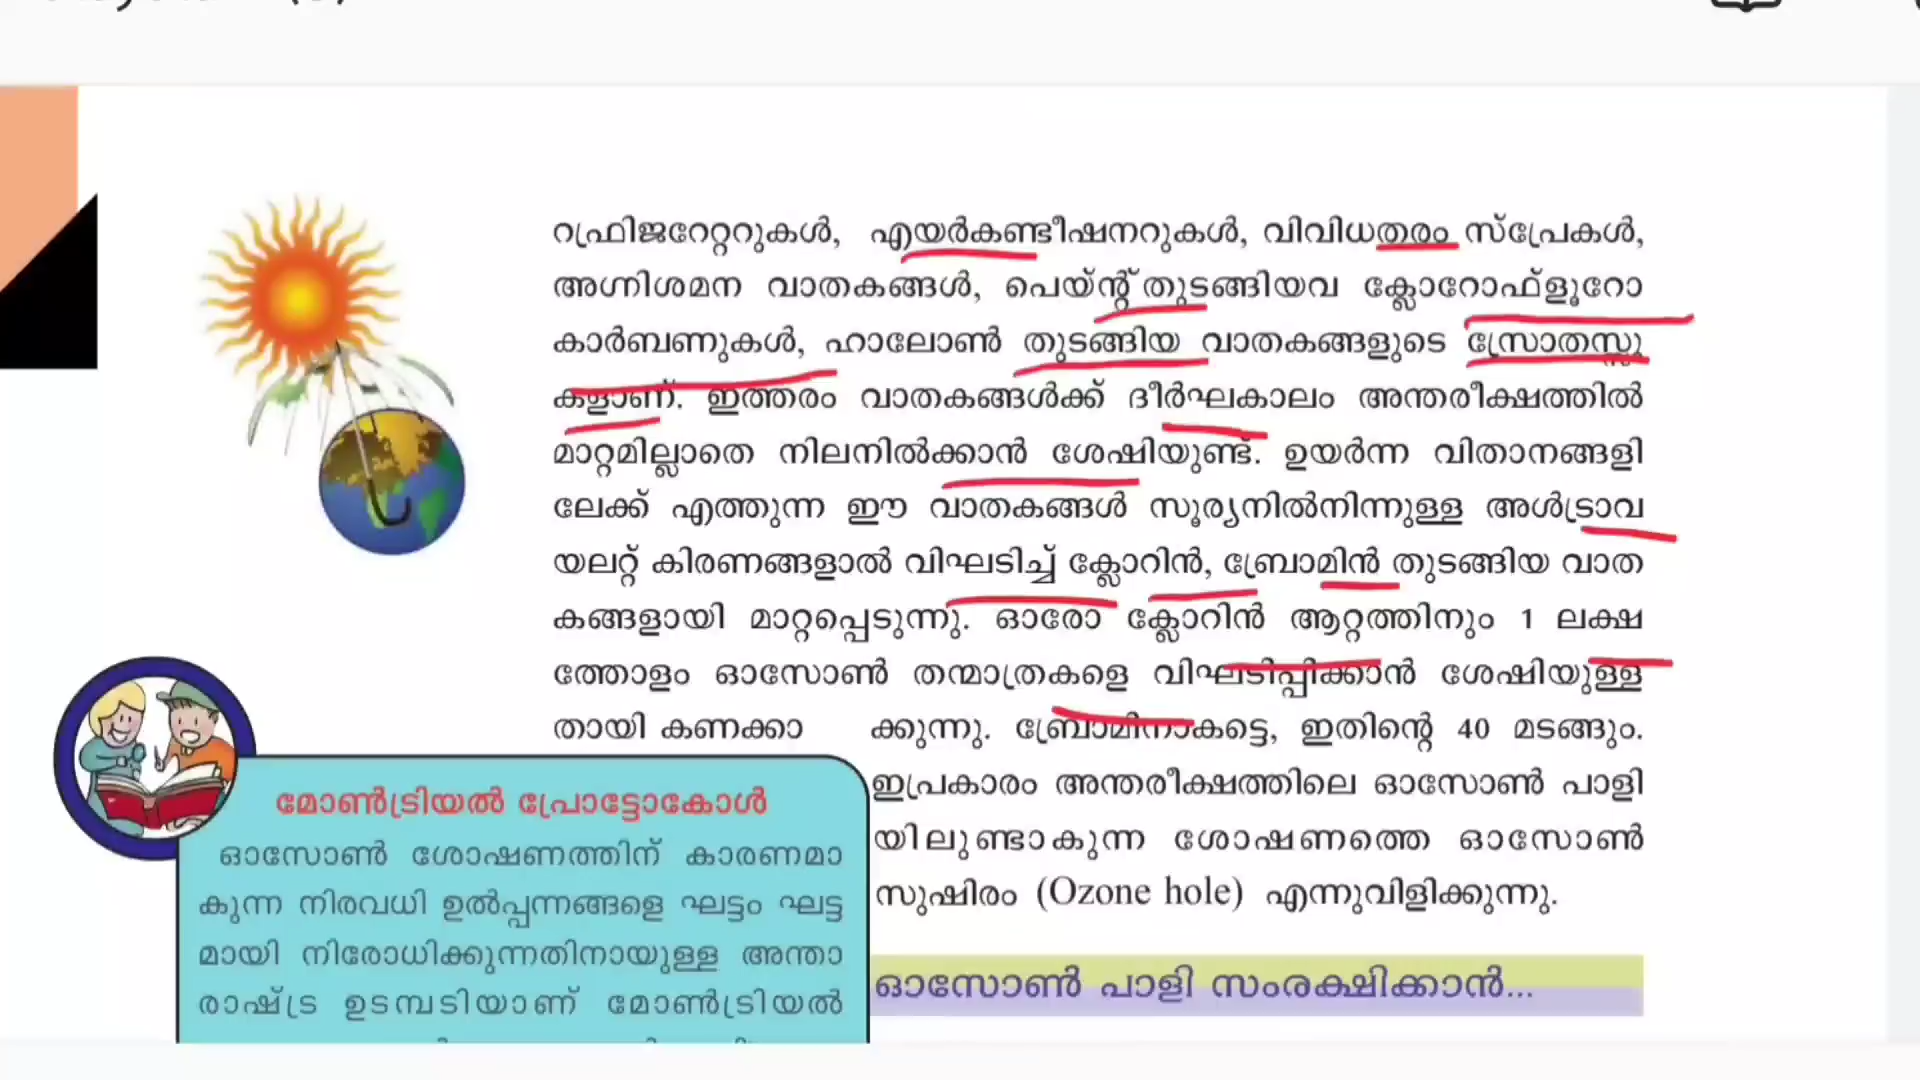 റഫ്രിജറേറ്ററുകൾ, എയർകണ്ടീഷനറുകൾ, വിവിധതരം സ്പ്രേകൾ,
അഗ്നിശമന വാതകങ്ങൾ, പെയ്ന്റ് തുടങ്ങിയവ ക്ലോറോഫ്ളൂറോ
കാർബണുകൾ, ഹാലോൺ തുടങ്ങിയ വാതകങ്ങളുടെ സ്രോതസ്സു
കളാണ്. ഇത്തരം വാതകങ്ങൾക്ക് ദീർഘകാലം അന്തരീക്ഷത്തിൽ
മാറ്റമില്ലാതെ നിലനിൽക്കാൻ ശേഷിയുണ്ട്. ഉയർന്ന വിതാനങ്ങളി
ലേക്ക് എത്തുന്ന ഈ വാതകങ്ങൾ സൂര്യനിൽനിന്നുള്ള അൾട്രാവ
യലറ്റ് കിരണങ്ങളാൽ വിഘടിച്ച് ക്ലോറിൻ, ബ്രോമിൻ തുടങ്ങിയ വാത
കങ്ങളായി മാറ്റപ്പെടുന്നു. ഓരോ ക്ലോറിൻ ആറ്റത്തിനും 1 ലക്ഷ
ത്തോളം ഓസോൺ തന്മാത്രകളെ വിഘടിപ്പിക്കാൻ ശേഷിയുള്ള
തായി കണക്കാ ക്കുന്നു. ബ്രോമിനാകട്ടെ, ഇതിന്റെ 40 മടങ്ങും.
ഇപ്രകാരം അന്തരീക്ഷത്തിലെ ഓസോൺ പാളി
യിലുണ്ടാകുന്ന ശോഷണത്തെ ഓസോൺ
സുഷിരം (Ozone hole) എന്നുവിളിക്കുന്നു.
മോൺട്രിയൽ പ്രോട്ടോകോൾ
ഓസോൺ ശോഷണത്തിന് കാരണമാ
കുന്ന നിരവധി ഉൽപ്പന്നങ്ങളെ ഘട്ടം ഘട്ട
മായി നിരോധിക്കുന്നതിനായുള്ള അന്താ
രാഷ്ട്ര ഉടമ്പടിയാണ് മോൺട്രിയൽ
ഓസോൺ പാളി സംരക്ഷിക്കാൻ...